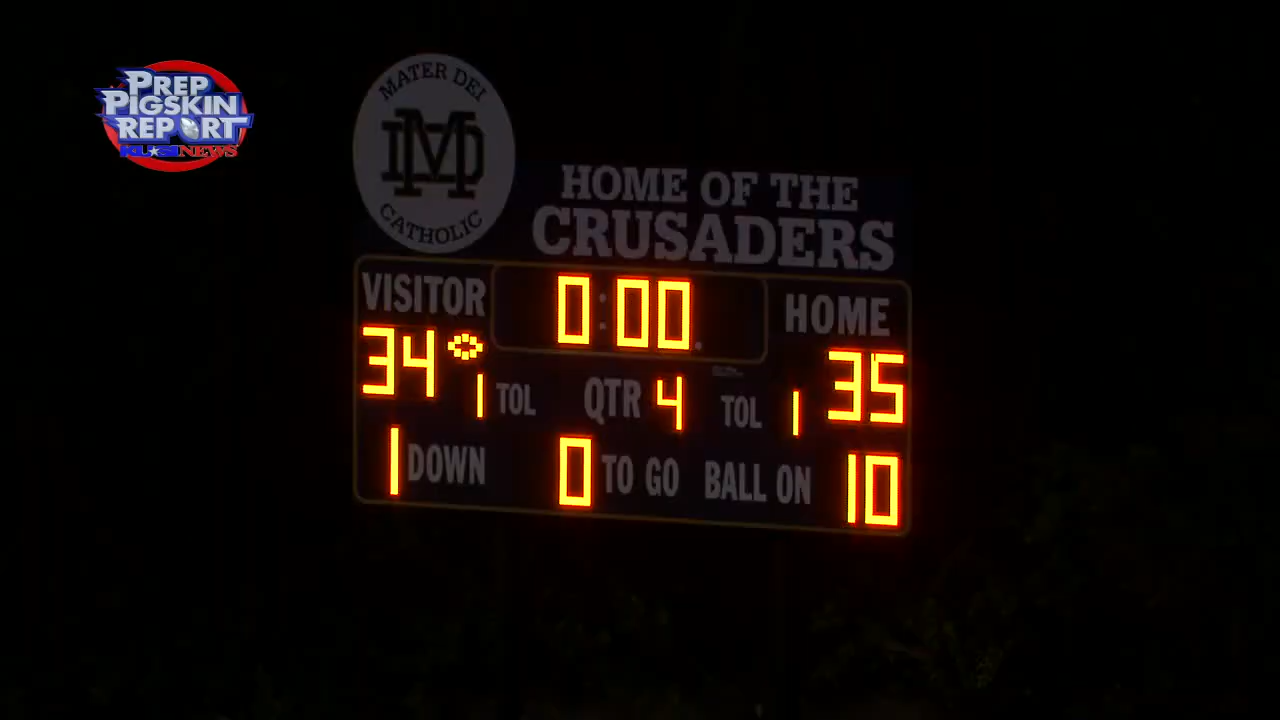 PREP
PIGSKIN
REPORT
KUSI NEWS
MATER DEI
MD
CATHOLIC
HOME OF THE
CRUSADERS
VISITOR 0:00 HOME
34 35
1 TOL QTR 4 TOL 1
1 DOWN 0 TO GO BALL ON 10